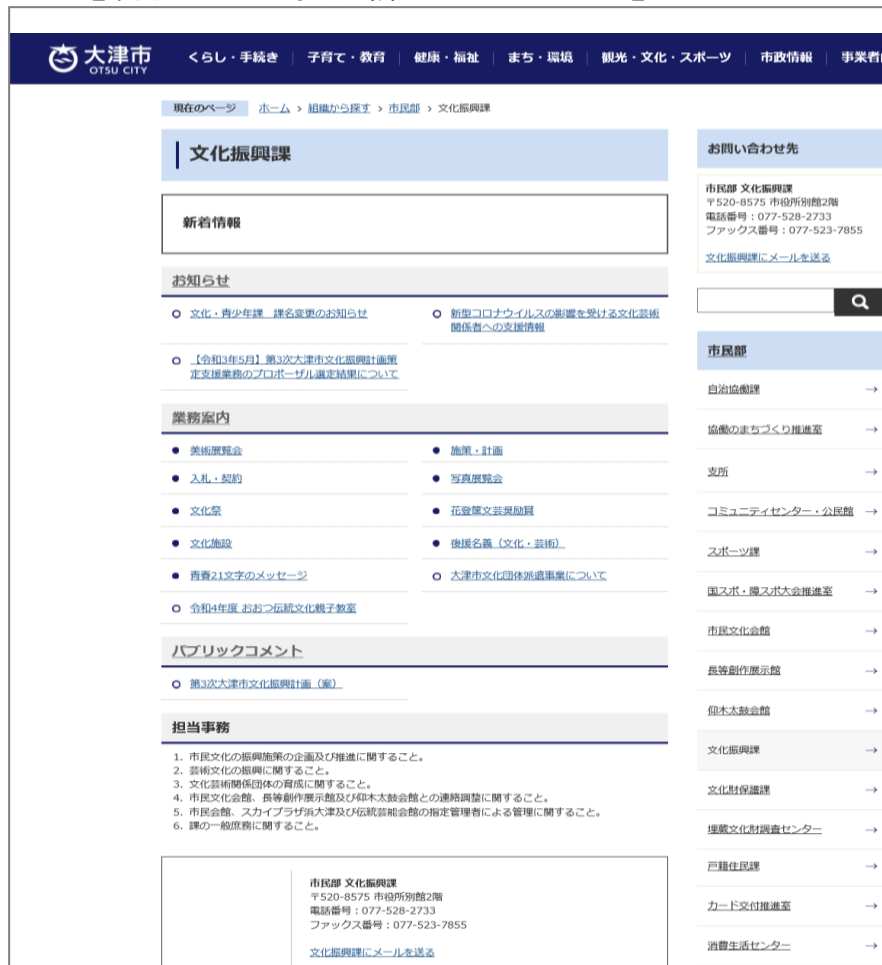 大津市
OTSU CITY
くらし・手続き
子育て・教育
健康・福祉
まち・環境
観光・文化・スポーツ
市政情報
事業者
現在のページ ホーム › 組織から探す › 市民部 › 文化振興課
文化振興課
新着情報
お知らせ
文化・青少年課 課名変更のお知らせ
新型コロナウイルスの影響を受ける文化芸術
関係者への支援情報
【令和3年5月】第3次大津市文化振興計画策
定支援業務のプロポーザル選定結果について
業務案内
美術展覧会
施策・計画
入札・契約
写真展覧会
文化祭
花登筐文芸奨励賞
文化施設
後援名義（文化・芸術）
青春21文字のメッセージ
大津市文化団体派遣事業について
令和4年度 おおつ伝統文化親子教室
パブリックコメント
第3次大津市文化振興計画（案）
担当事務
1. 市民文化の振興施策の企画及び推進に関すること。
2. 芸術文化の振興に関すること。
3. 文化芸術関係団体の育成に関すること。
4. 市民文化会館、長等創作展示館及び仰木太鼓会館との連絡調整に関すること。
5. 市民会館、スカイプラザ浜大津及び伝統芸能会館の指定管理者による管理に関すること。
6. 課の一般庶務に関すること。
市民部 文化振興課
〒520-8575 市役所別館2階
電話番号：077-528-2733
ファックス番号：077-523-7855
文化振興課にメールを送る
お問い合わせ先
市民部 文化振興課
〒520-8575 市役所別館2階
電話番号：077-528-2733
ファックス番号：077-523-7855
文化振興課にメールを送る
市民部
自治協働課 →
協働のまちづくり推進室 →
支所 →
コミュニティセンター・公民館 →
スポーツ課 →
国スポ・障スポ大会推進室 →
市民文化会館 →
長等創作展示館 →
仰木太鼓会館 →
文化振興課 →
文化財保護課 →
埋蔵文化財調査センター →
戸籍住民課 →
カード交付推進室 →
消費生活センター →